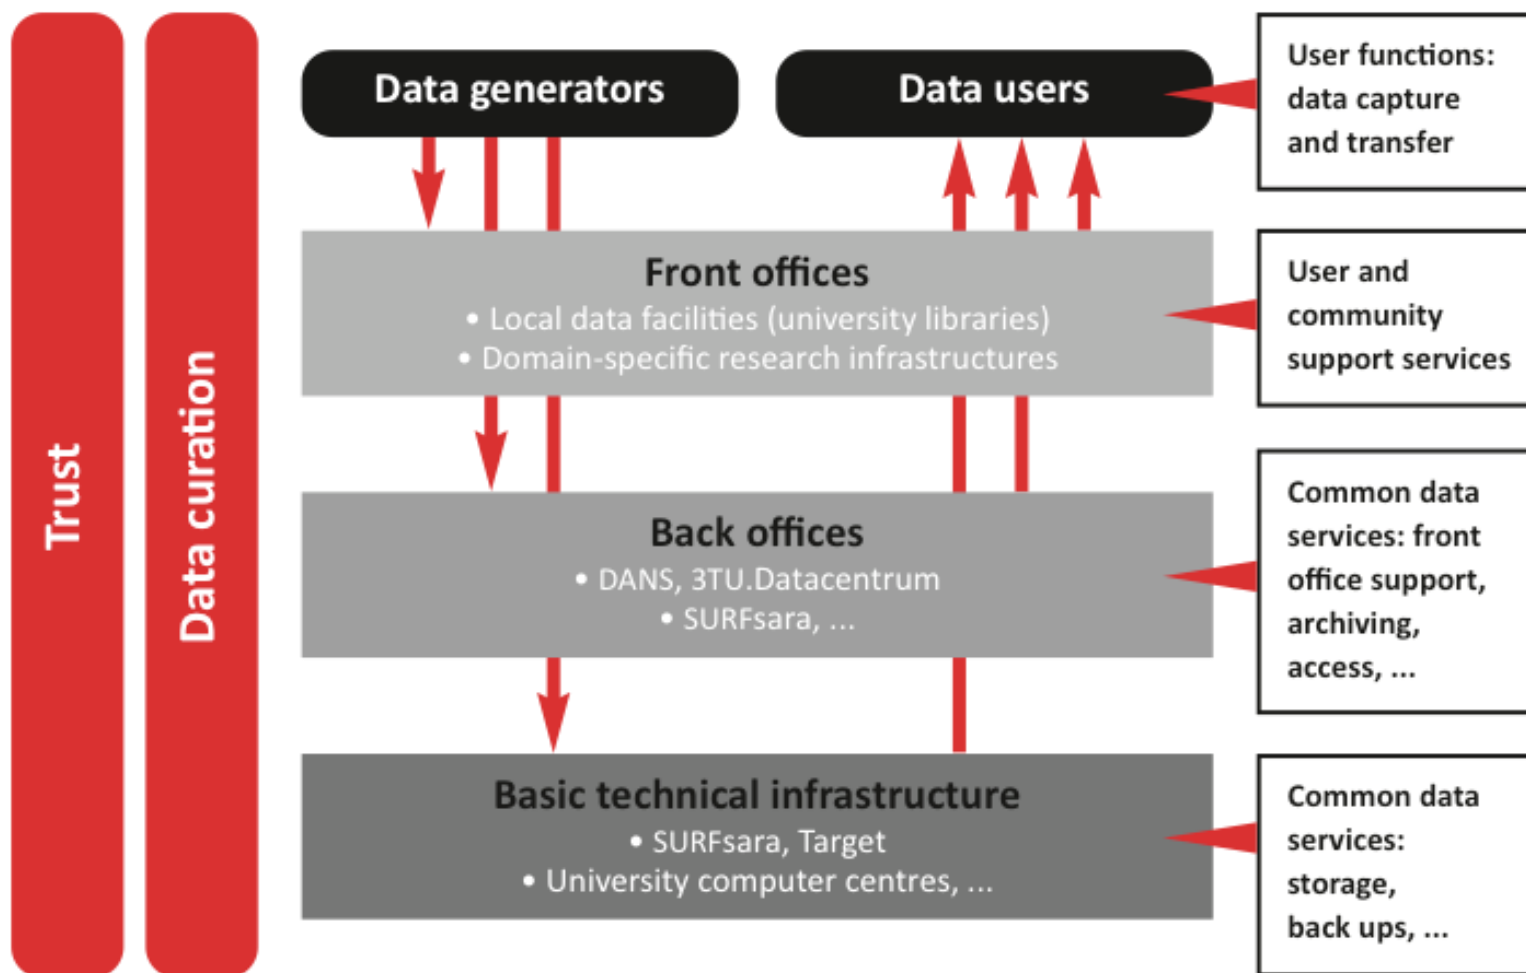 Trust
Data curation
Data generators
Data users
User functions:
data capture
and transfer
Front offices
• Local data facilities (university libraries)
• Domain-specific research infrastructures
User and
community
support services
Back offices
• DANS, 3TU.Datacentrum
• SURFsara, ...
Common data
services: front
office support,
archiving,
access, ...
Basic technical infrastructure
• SURFsara, Target
• University computer centres, ...
Common data
services:
storage,
back ups, ...